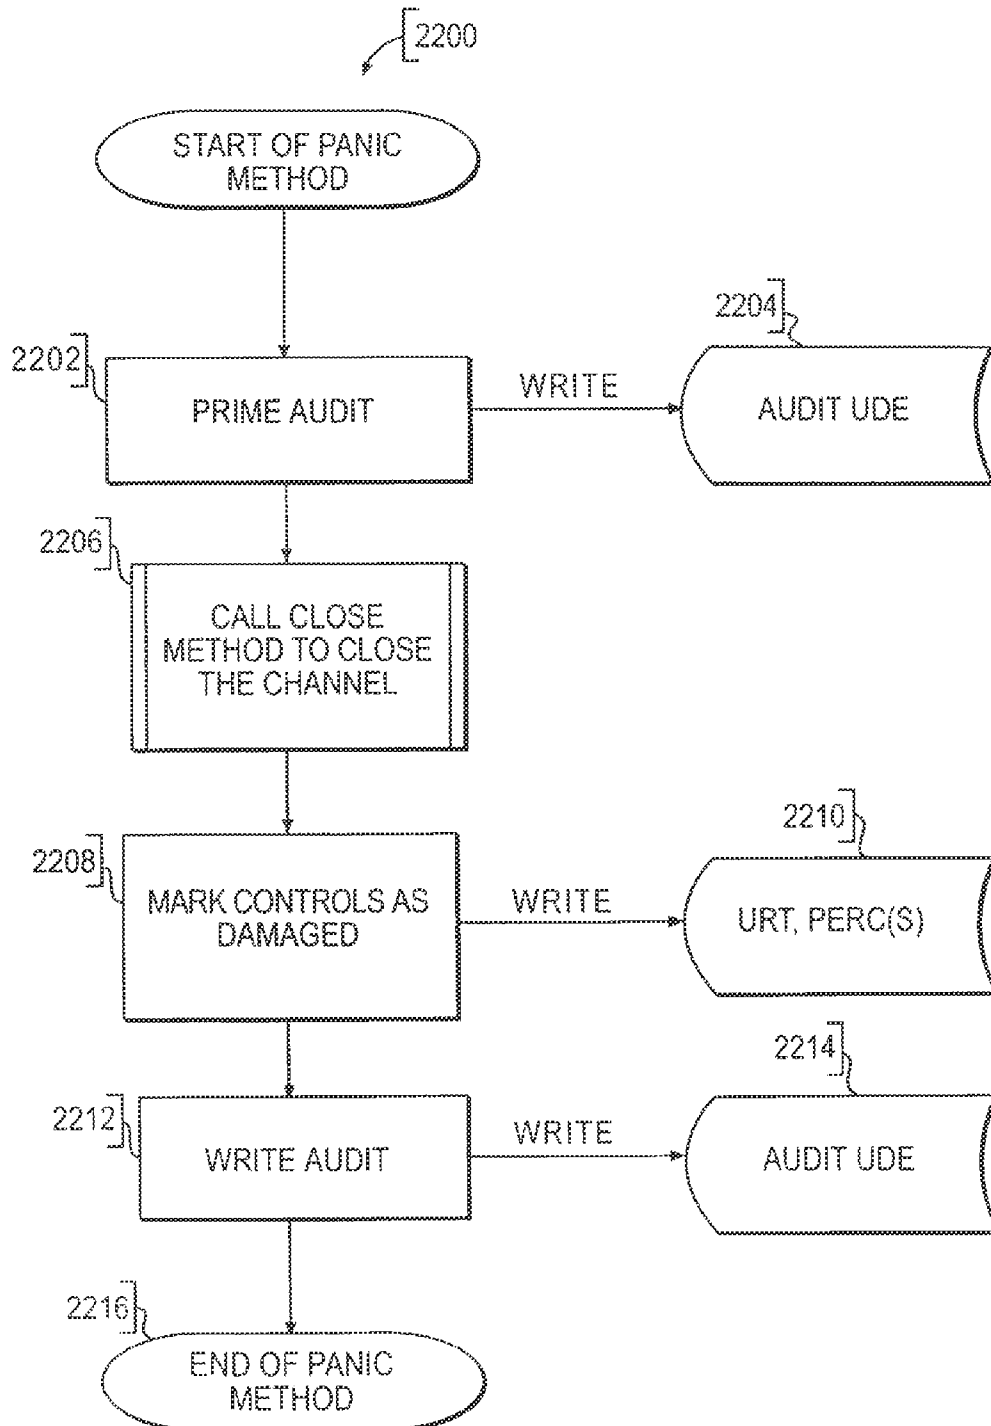 2200
START OF PANIC
METHOD
2204
2202
PRIME AUDIT
WRITE
AUDIT UDE
2206
CALL CLOSE
METHOD TO CLOSE
THE CHANNEL
2210
2208
MARK CONTROLS AS
DAMAGED
WRITE
URT, PERC(S)
2214
2212
WRITE AUDIT
WRITE
AUDIT UDE
2216
END OF PANIC
METHOD